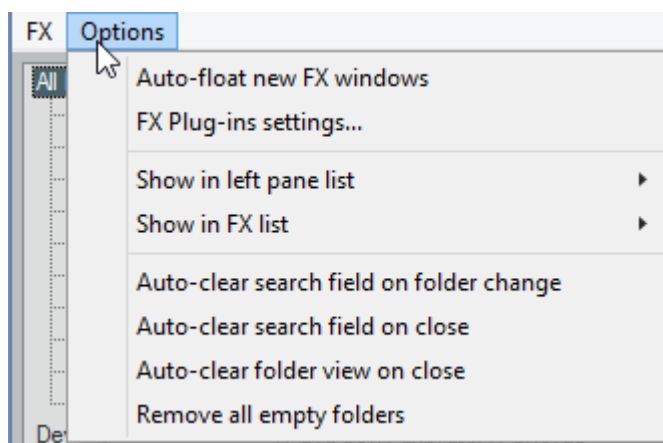 FX Options
All
Auto-float new FX windows
FX Plug-ins settings...
Show in left pane list
Show in FX list
Auto-clear search field on folder change
Auto-clear search field on close
Auto-clear folder view on close
Remove all empty folders